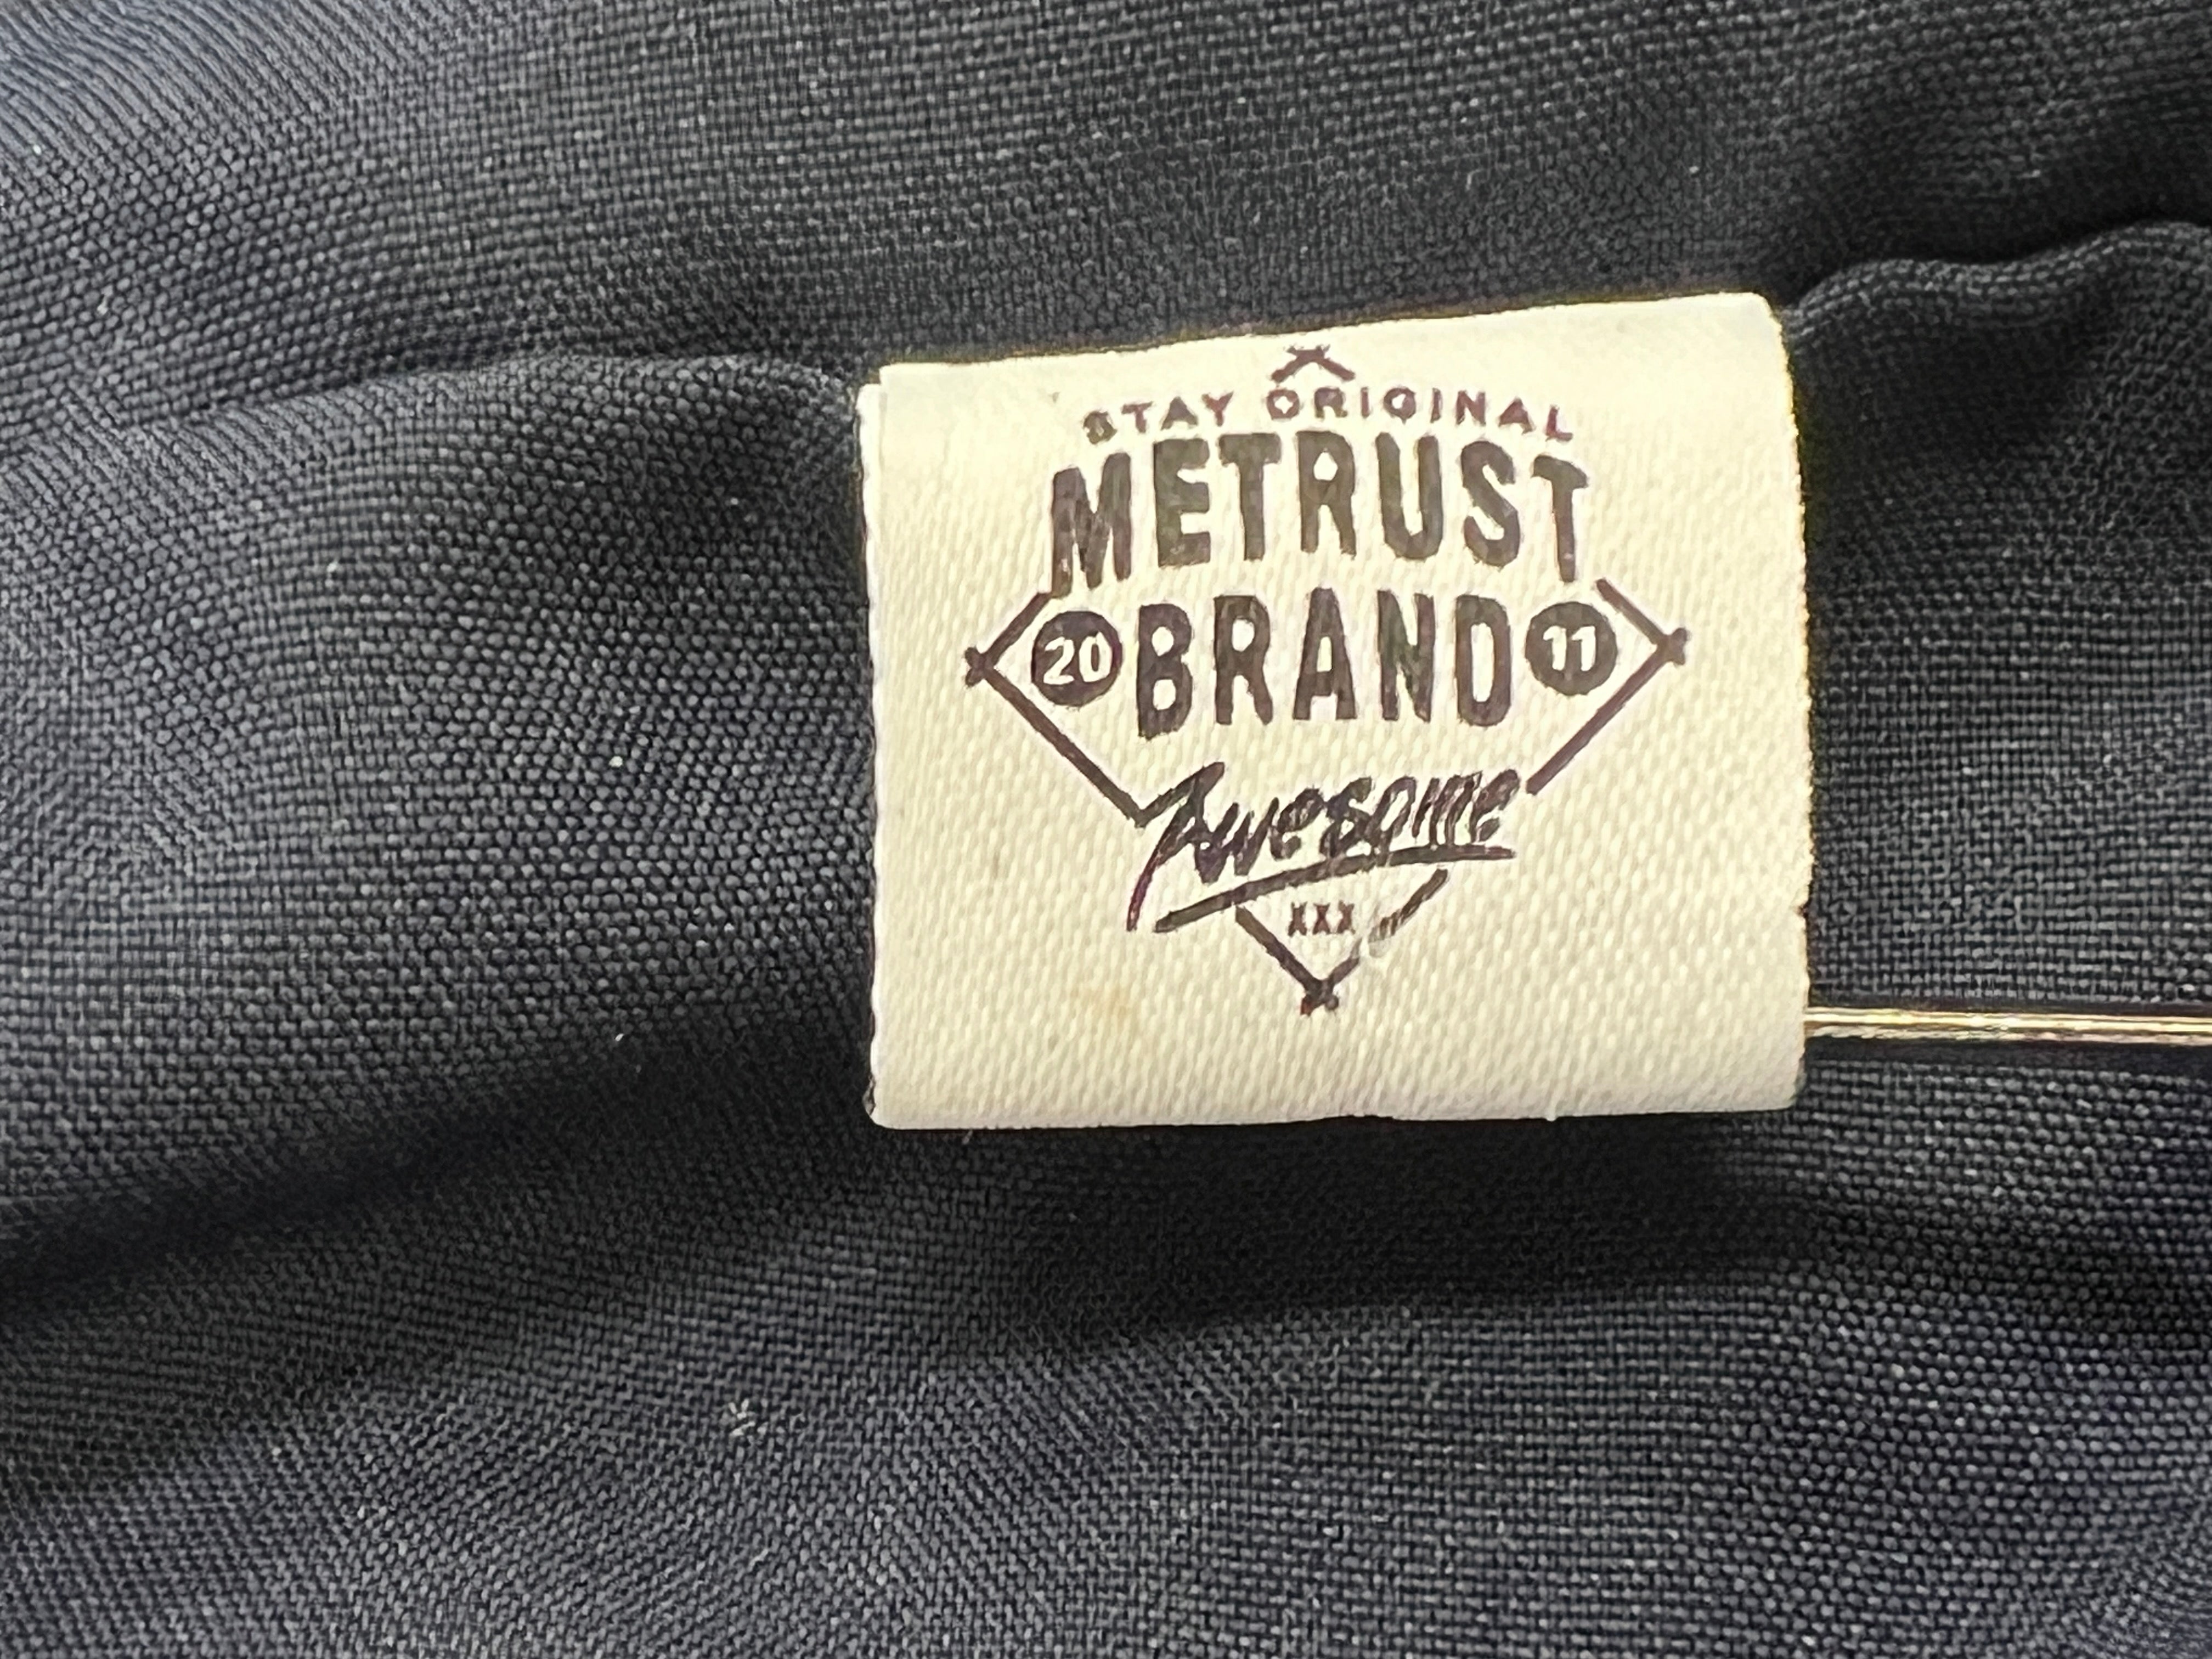 STAY ORIGINAL
METRUST
20 BRAND 11
Awesome
XXX